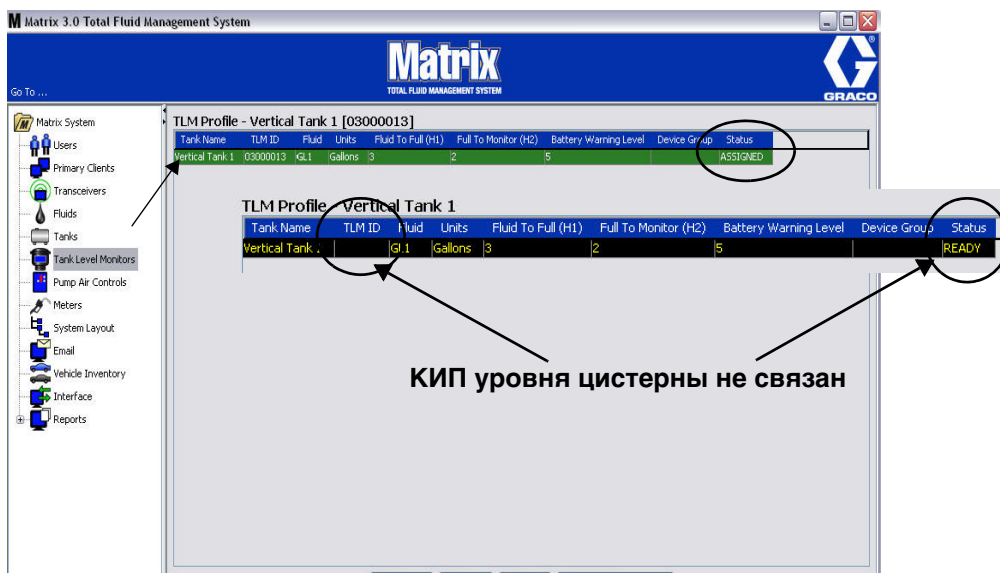 Matrix 3.0 Total Fluid Management System
Matrix
TOTAL FLUID MANAGEMENT SYSTEM
GRACO
Go To ...
Matrix System
Users
Primary Clients
Transceivers
Fluids
Tanks
Tank Level Monitors
Pump Air Controls
Meters
System Layout
Email
Vehicle Inventory
Interface
Reports
TLM Profile - Vertical Tank 1 [03000013]
Tank Name TLM ID Fluid Units Fluid To Full (H1) Full To Monitor (H2) Battery Warning Level Device Group Status
Vertical Tank 1 03000013 GL1 Gallons 3 2 5 ASSIGNED
TLM Profile - Vertical Tank 1
Tank Name TLM ID Fluid Units Fluid To Full (H1) Full To Monitor (H2) Battery Warning Level Device Group Status
Vertical Tank 1 GL1 Gallons 3 2 5 READY
КИП уровня цистерны не связан